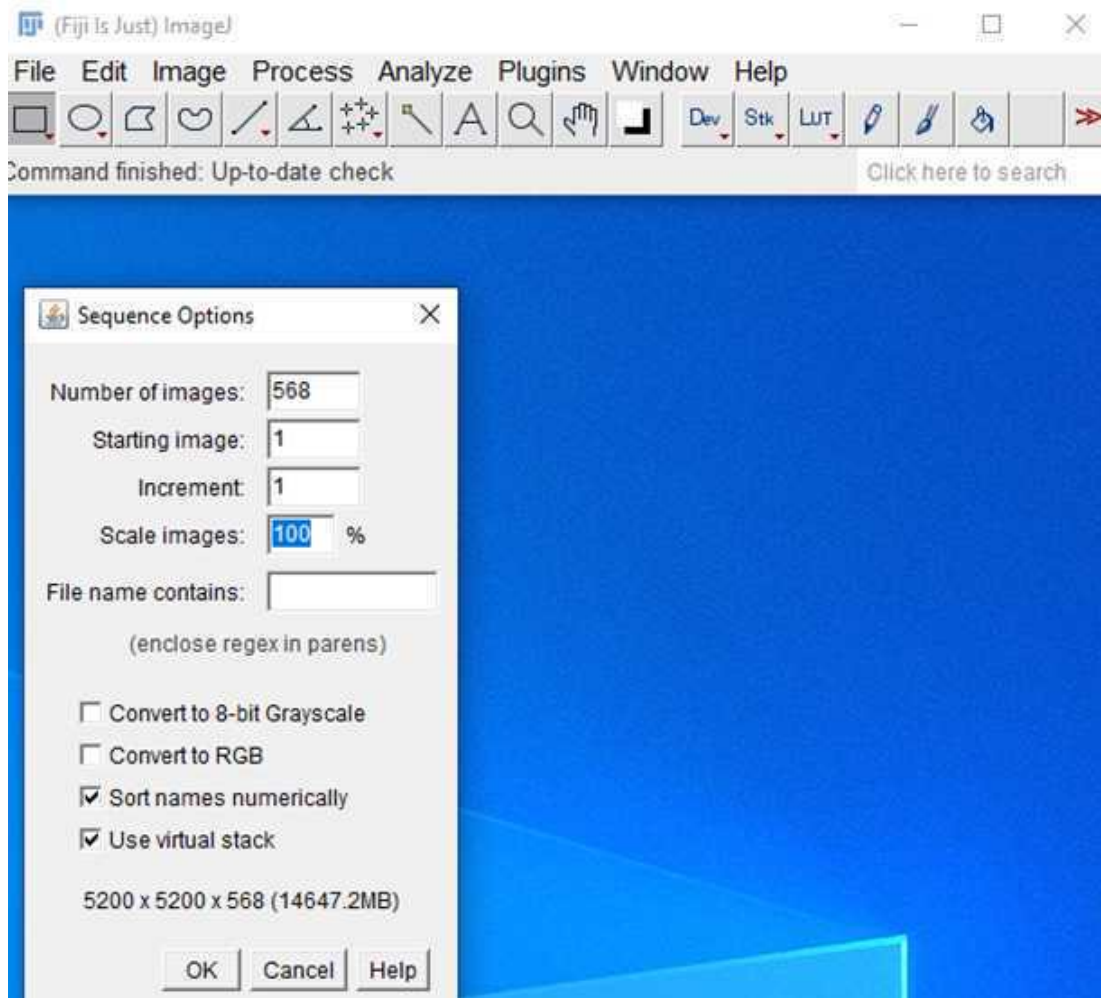 (Fiji Is Just) ImageJ
File Edit Image Process Analyze Plugins Window Help
A Dev Stk LUT >>
Command finished: Up-to-date check Click here to search
Sequence Options
Number of images: 568
Starting image: 1
Increment: 1
Scale images: 100 %
File name contains:
(enclose regex in parens)
Convert to 8-bit Grayscale
Convert to RGB
Sort names numerically
Use virtual stack
5200 x 5200 x 568 (14647.2MB)
OK Cancel Help